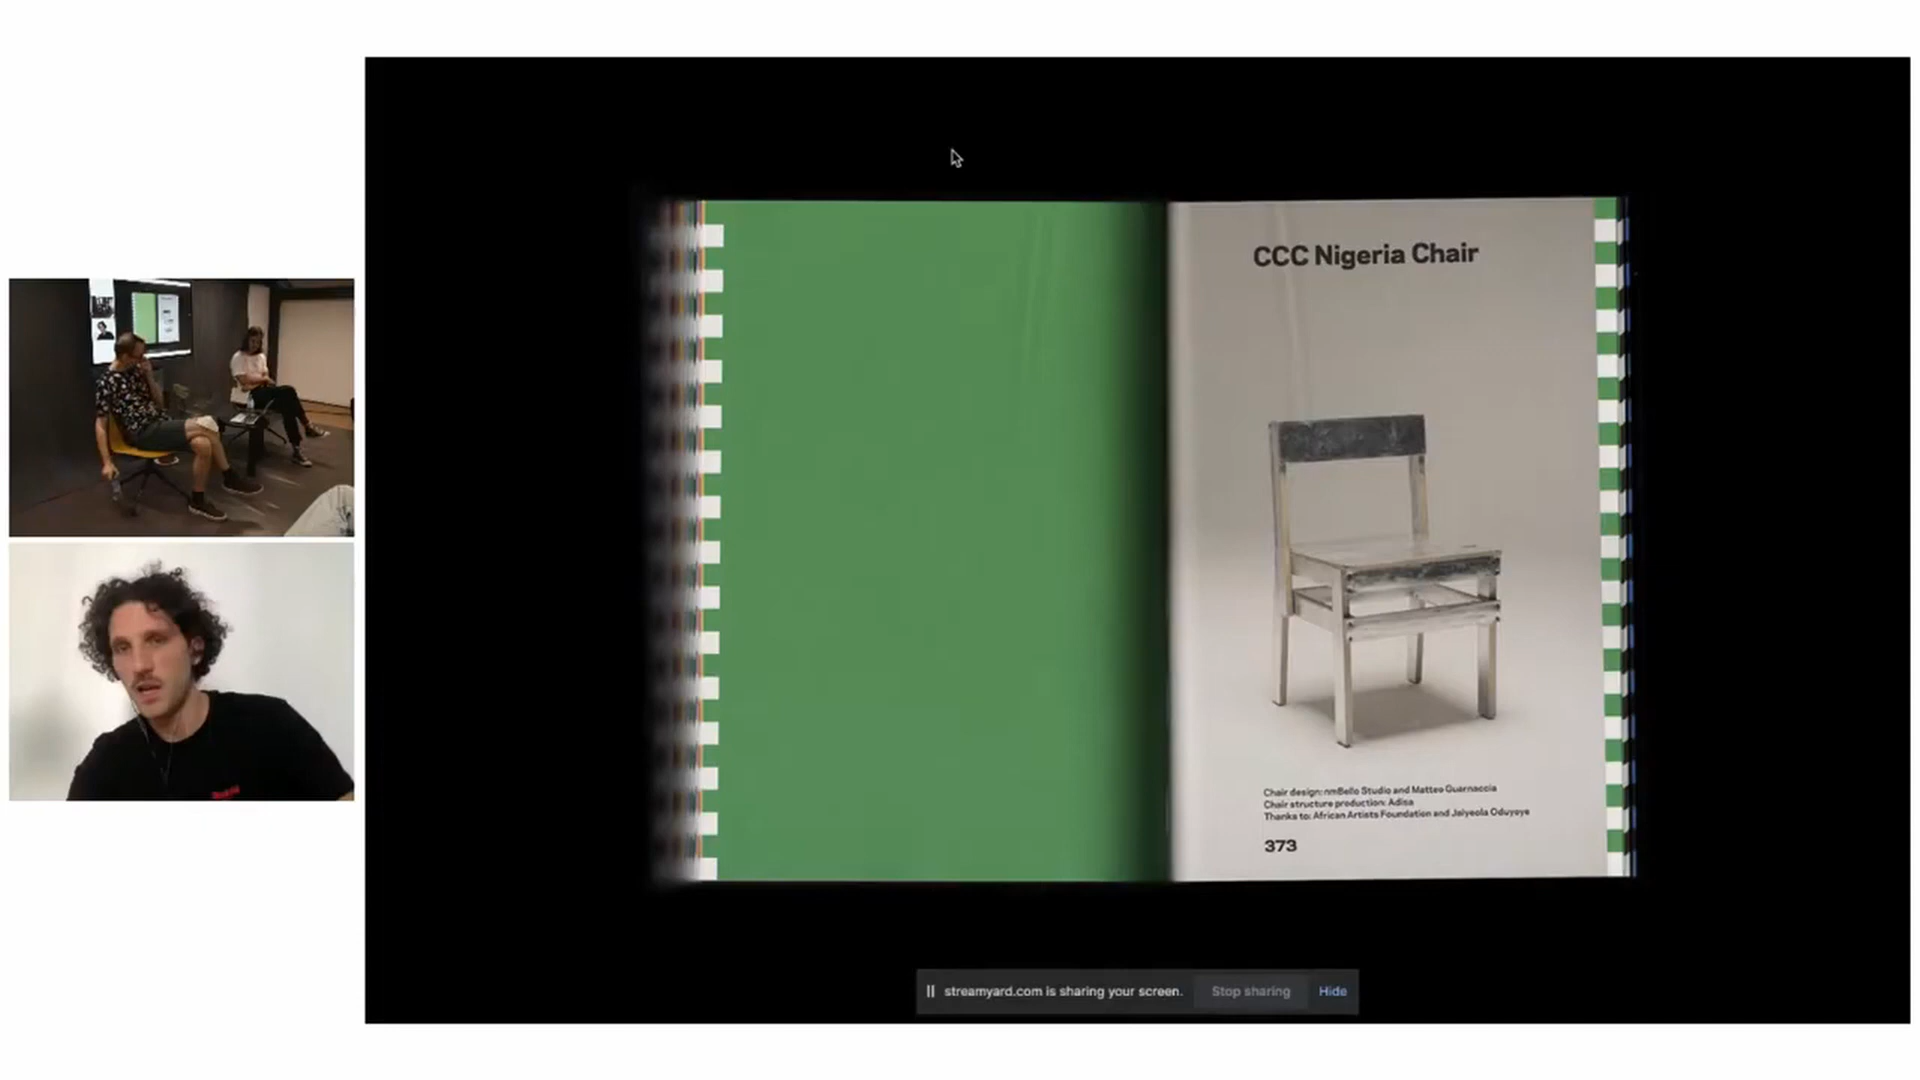 CCC Nigeria Chair
Chair design: nmBello Studio and Matteo Guarnaccia
Chair structure production: Adisa
Thanks to: African Artists Foundation and Jaiyeola Oduyoye
373
streamyard.com is sharing your screen.
Stop sharing
Hide